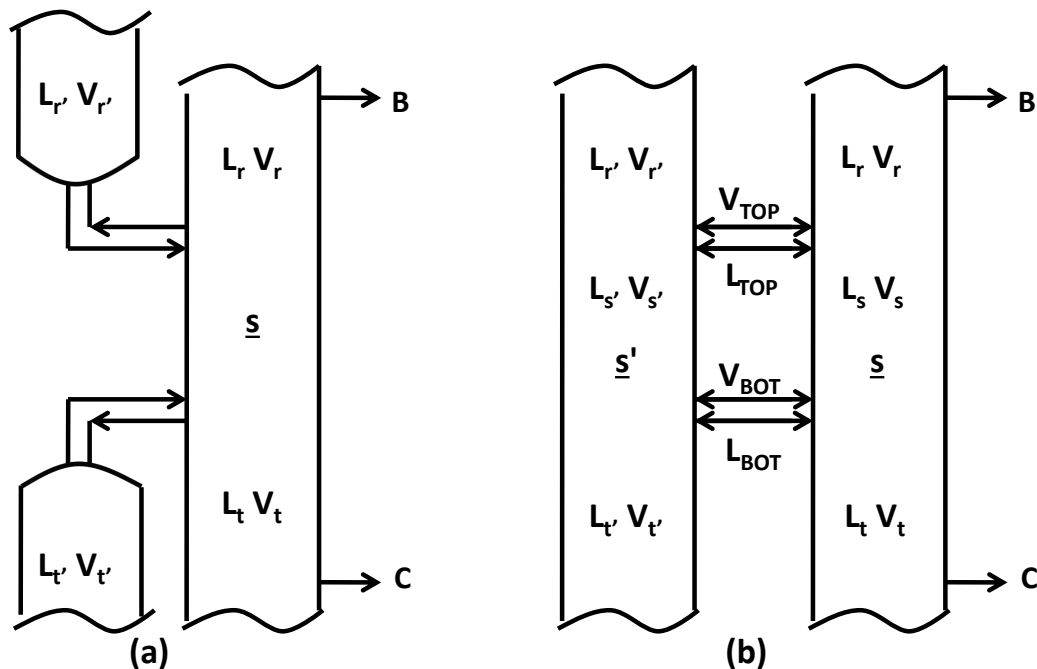 Lr' Vr'
B
Lr Vr
s
Lt Vt
Lt' Vt'
C
(a)
B
Lr' Vr'
Lr Vr
VTOP
LTOP
Ls' Vs'
Ls Vs
s'
s
VBOT
LBOT
Lt' Vt'
Lt Vt
C
(b)